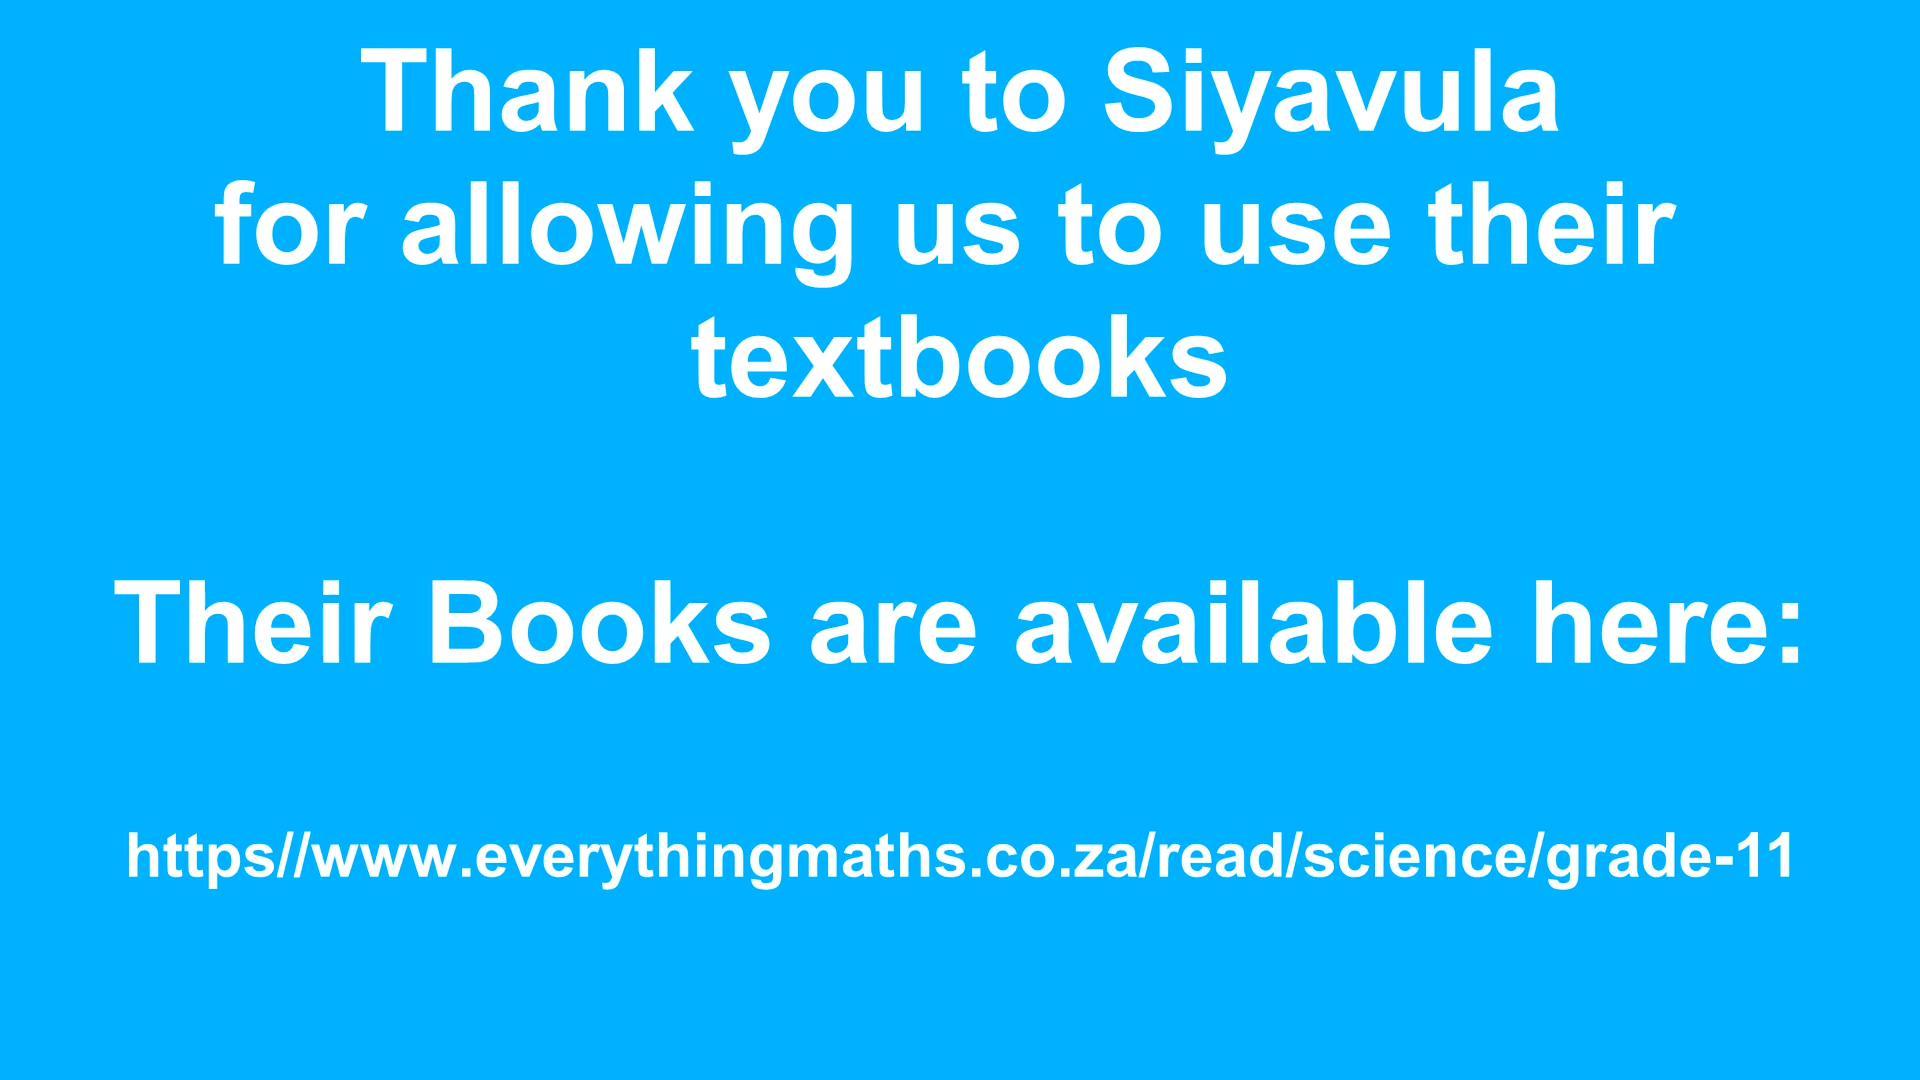 Thank you to Siyavula
for allowing us to use their
textbooks
Their Books are available here:
https//www.everythingmaths.co.za/read/science/grade-11